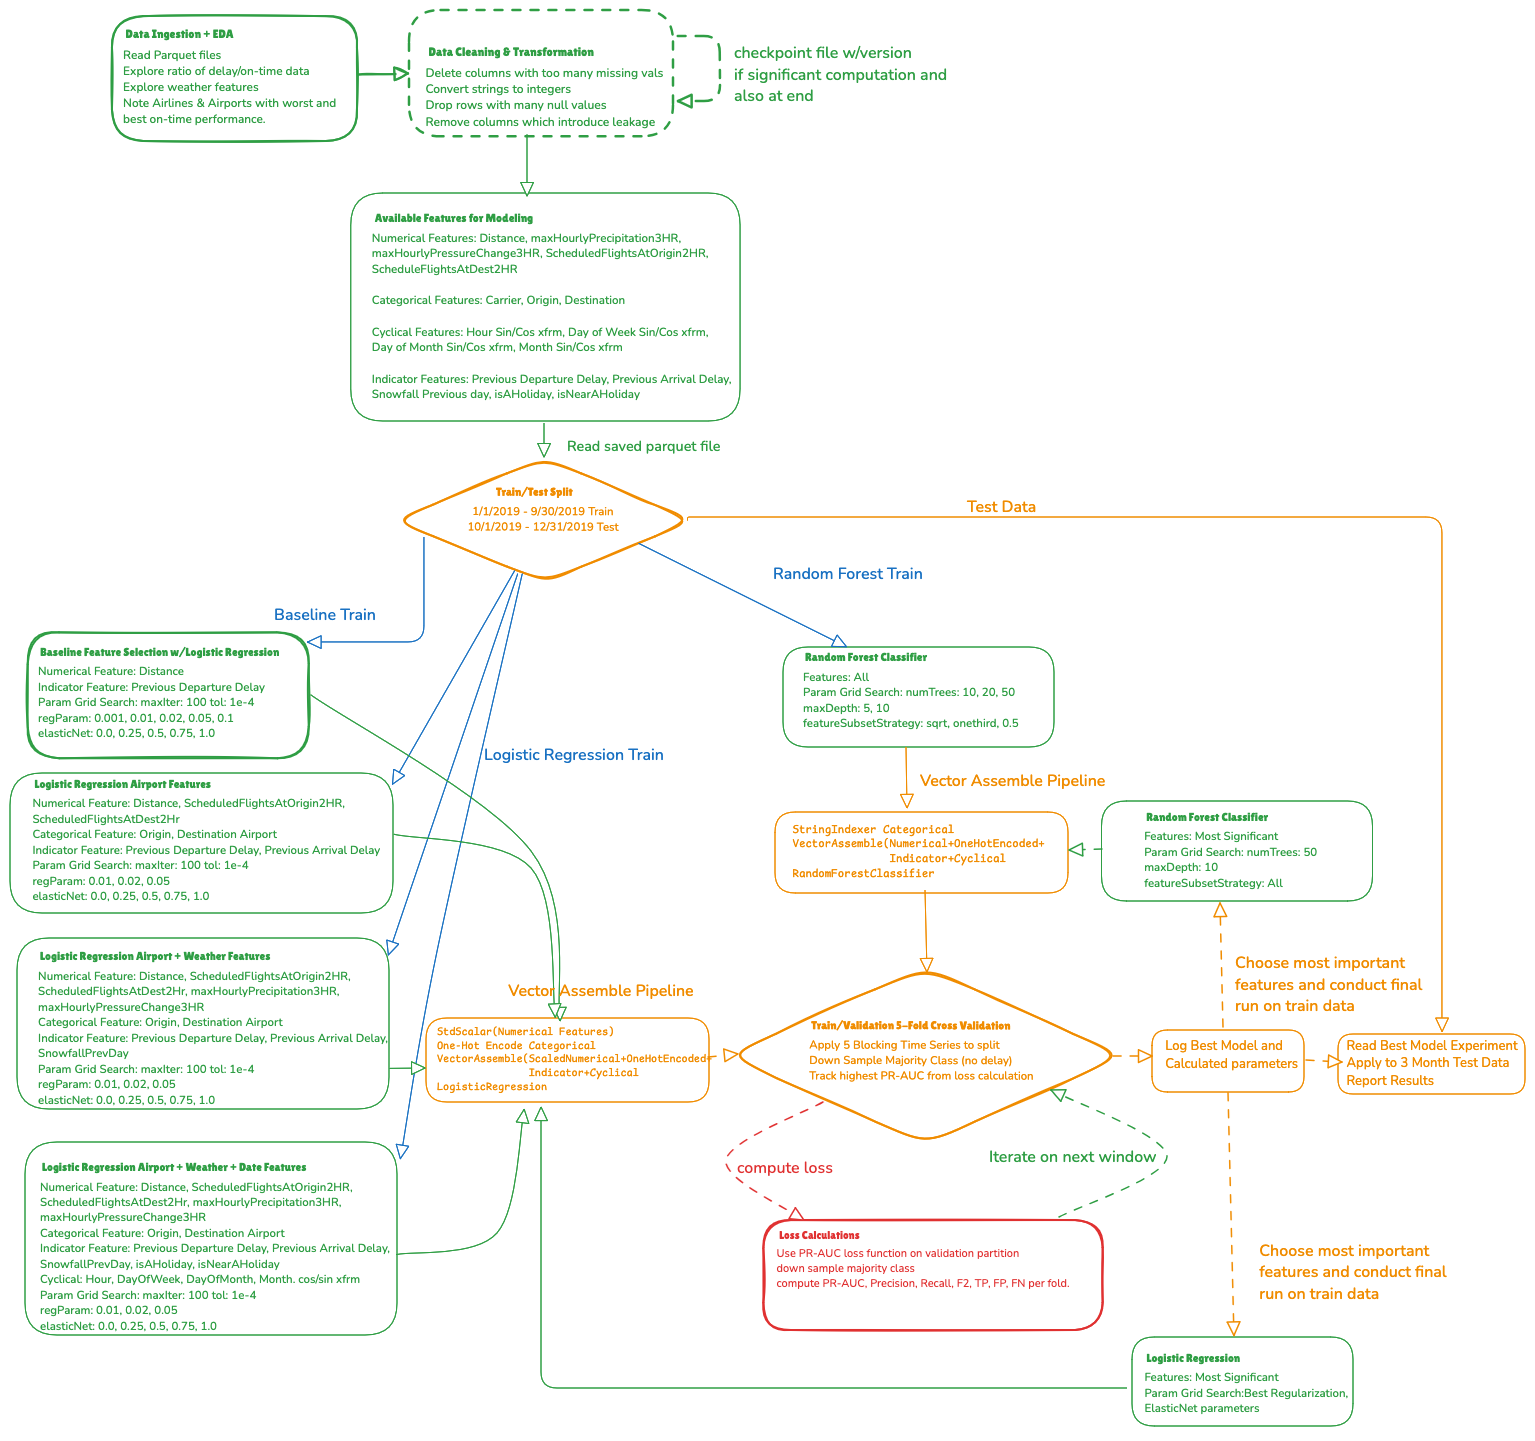 Data Ingestion + EDA
Read Parquet files
Explore ratio of delay/on-time data
Explore weather features
Note Airlines & Airports with worst and
best on-time performance.
Data Cleaning & Transformation
Delete columns with too many missing vals
Convert strings to integers
Drop rows with many null values
Remove columns which introduce leakage
checkpoint file w/version
if significant computation and
also at end
Available Features for Modeling
Numerical Features: Distance, maxHourlyPrecipitation3HR,
maxHourlyPressureChange3HR, ScheduledFlightsAtOrigin2HR,
ScheduleFlightsAtDest2HR
Categorical Features: Carrier, Origin, Destination
Cyclical Features: Hour Sin/Cos xfrm, Day of Week Sin/Cos xfrm,
Day of Month Sin/Cos xfrm, Month Sin/Cos xfrm
Indicator Features: Previous Departure Delay, Previous Arrival Delay,
Snowfall Previous day, isAHoliday, isNearAHoliday
Read saved parquet file
Train/Test Split
1/1/2019 - 9/30/2019 Train
10/1/2019 - 12/31/2019 Test
Test Data
Random Forest Train
Baseline Train
Logistic Regression Train
Baseline Feature Selection w/Logistic Regression
Numerical Feature: Distance
Indicator Feature: Previous Departure Delay
Param Grid Search: maxIter: 100 tol: 1e-4
regParam: 0.001, 0.01, 0.02, 0.05, 0.1
elasticNet: 0.0, 0.25, 0.5, 0.75, 1.0
Random Forest Classifier
Features: All
Param Grid Search: numTrees: 10, 20, 50
maxDepth: 5, 10
featureSubsetStrategy: sqrt, onethird, 0.5
Logistic Regression Airport Features
Numerical Feature: Distance, ScheduledFlightsAtOrigin2HR,
ScheduledFlightsAtDest2Hr
Categorical Feature: Origin, Destination Airport
Indicator Feature: Previous Departure Delay, Previous Arrival Delay
Param Grid Search: maxIter: 100 tol: 1e-4
regParam: 0.01, 0.02, 0.05
elasticNet: 0.0, 0.25, 0.5, 0.75, 1.0
Vector Assemble Pipeline
StringIndexer Categorical
VectorAssemble(Numerical+OneHotEncoded+
Indicator+Cyclical
RandomForestClassifier
Random Forest Classifier
Features: Most Significant
Param Grid Search: numTrees: 50
maxDepth: 10
featureSubsetStrategy: All
Logistic Regression Airport + Weather Features
Numerical Feature: Distance, ScheduledFlightsAtOrigin2HR,
ScheduledFlightsAtDest2Hr, maxHourlyPrecipitation3HR,
maxHourlyPressureChange3HR
Categorical Feature: Origin, Destination Airport
Indicator Feature: Previous Departure Delay, Previous Arrival Delay,
SnowfallPrevDay
Param Grid Search: maxIter: 100 tol: 1e-4
regParam: 0.01, 0.02, 0.05
elasticNet: 0.0, 0.25, 0.5, 0.75, 1.0
Vector Assemble Pipeline
StdScalar(Numerical Features)
One-Hot Encode Categorical
VectorAssemble(ScaledNumerical+OneHotEncoded+
Indicator+Cyclical
LogisticRegression
Train/Validation 5-Fold Cross Validation
Apply 5 Blocking Time Series to split
Down Sample Majority Class (no delay)
Track highest PR-AUC from loss calculation
Choose most important
features and conduct final
run on train data
Log Best Model and
Calculated parameters
Read Best Model Experiment
Apply to 3 Month Test Data
Report Results
compute loss
Iterate on next window
Logistic Regression Airport + Weather + Date Features
Numerical Feature: Distance, ScheduledFlightsAtOrigin2HR,
ScheduledFlightsAtDest2Hr, maxHourlyPrecipitation3HR,
maxHourlyPressureChange3HR
Categorical Feature: Origin, Destination Airport
Indicator Feature: Previous Departure Delay, Previous Arrival Delay,
SnowfallPrevDay, isAHoliday, isNearAHoliday
Cyclical: Hour, DayOfWeek, DayOfMonth, Month. cos/sin xfrm
Param Grid Search: maxIter: 100 tol: 1e-4
regParam: 0.01, 0.02, 0.05
elasticNet: 0.0, 0.25, 0.5, 0.75, 1.0
Loss Calculations
Use PR-AUC loss function on validation partition
down sample majority class
compute PR-AUC, Precision, Recall, F2, TP, FP, FN per fold.
Choose most important
features and conduct final
run on train data
Logistic Regression
Features: Most Significant
Param Grid Search:Best Regularization,
ElasticNet parameters